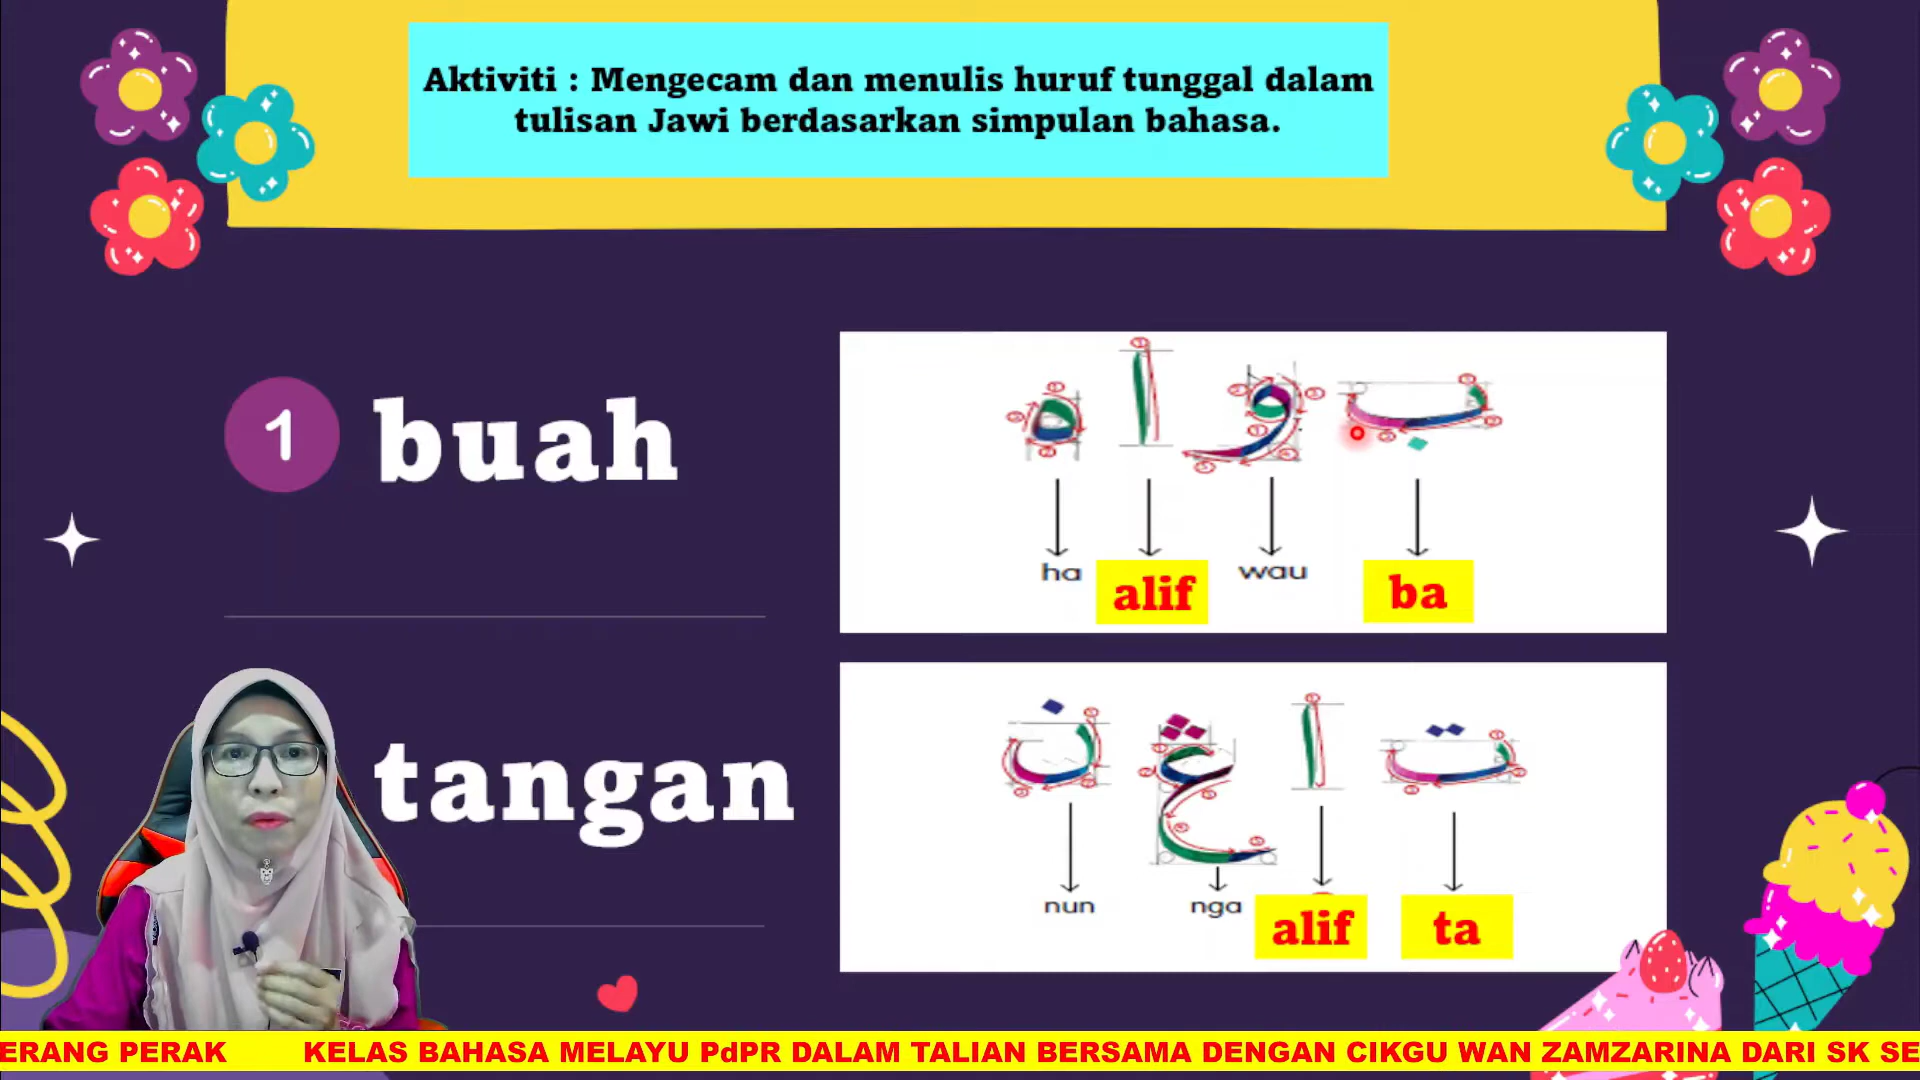 Aktiviti : Mengecam dan menulis huruf tunggal dalam
tulisan Jawi berdasarkan simpulan bahasa.
1 buah
ب و ا ه
ha alif wau ba
tangan
ت ا ڠ ن
nun nga alif ta
ERANG PERAK KELAS BAHASA MELAYU PdPR DALAM TALIAN BERSAMA DENGAN CIKGU WAN ZAMZARINA DARI SK SE